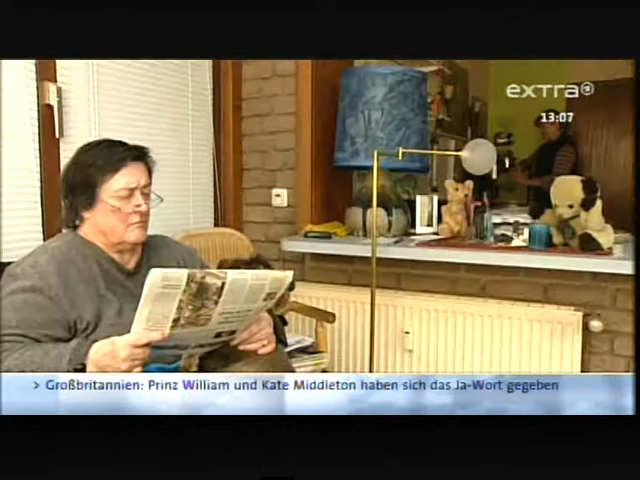 extra
13:07
> Großbritannien: Prinz William und Kate Middleton haben sich das Ja-Wort gegeben